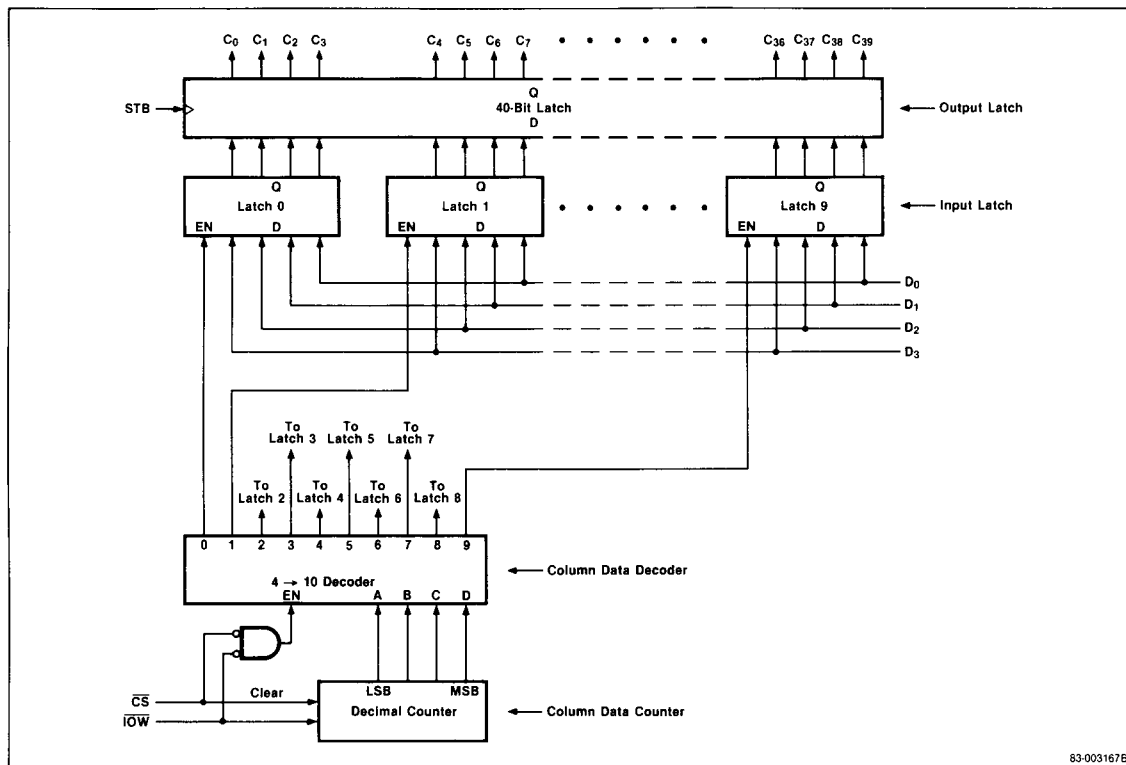 C0 C1 C2 C3 C4 C5 C6 C7 C36 C37 C38 C39
STB
Q
40-Bit Latch
D
Output Latch
Q
Latch 0
EN D
Q
Latch 1
EN D
Q
Latch 9
EN D
Input Latch
D0
D1
D2
D3
To
Latch 3
To
Latch 5
To
Latch 7
To
Latch 2
To
Latch 4
To
Latch 6
To
Latch 8
0 1 2 3 4 5 6 7 8 9
4 → 10 Decoder
EN A B C D
Column Data Decoder
CS
Clear
IOW
LSB MSB
Decimal Counter
Column Data Counter
83-003167B